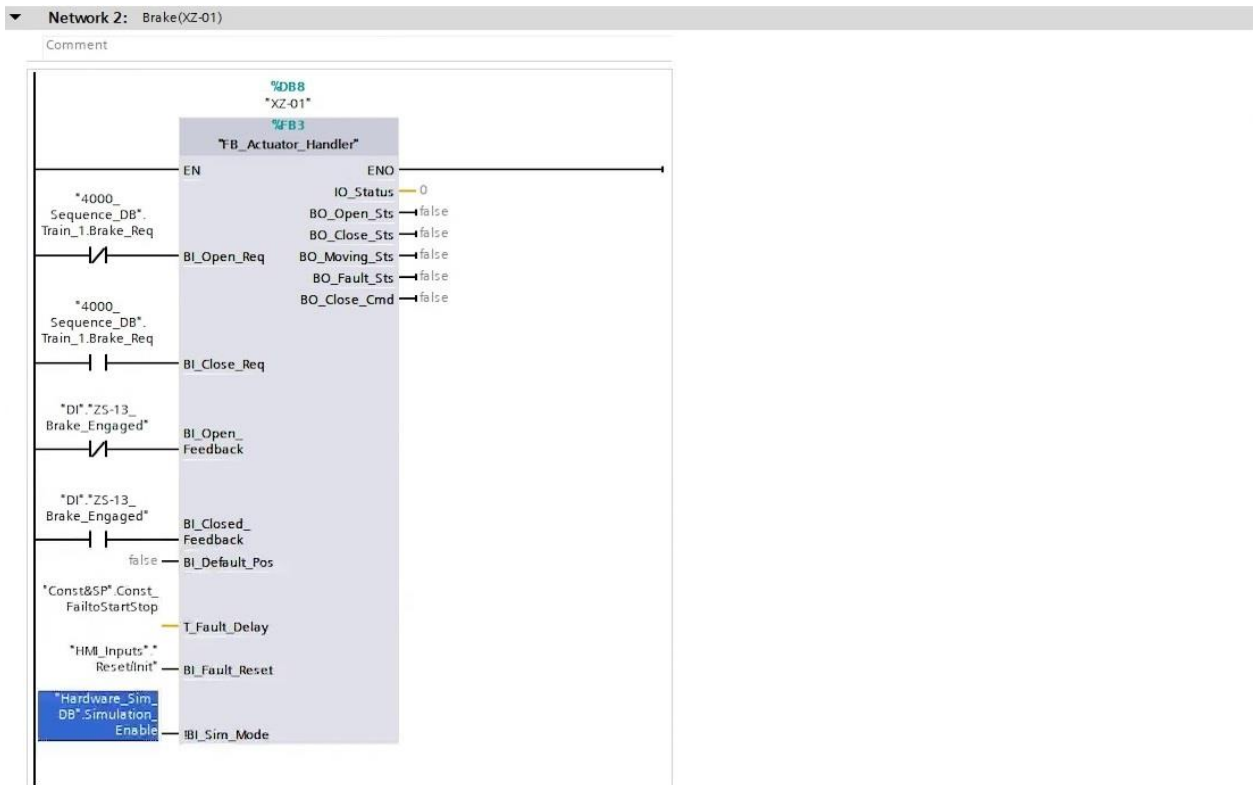 Network 2: Brake(XZ-01)
Comment
%DB8
"XZ-01"
%FB3
"FB_Actuator_Handler"
EN ENO
IO_Status 0
"4000_
Sequence_DB".
Train_1.Brake_Req
BI_Open_Req
BO_Open_Sts false
BO_Close_Sts false
BO_Moving_Sts false
BO_Fault_Sts false
BO_Close_Cmd false
"4000_
Sequence_DB".
Train_1.Brake_Req
BI_Close_Req
"DI"."ZS-13_
Brake_Engaged"
BI_Open_
Feedback
"DI"."ZS-13_
Brake_Engaged"
BI_Closed_
Feedback
false BI_Default_Pos
"Const&SP".Const_
FailtoStartStop
T_Fault_Delay
"HMI_Inputs"."
Reset/Init"
BI_Fault_Reset
"Hardware_Sim_
DB".Simulation_
Enable
BI_Sim_Mode